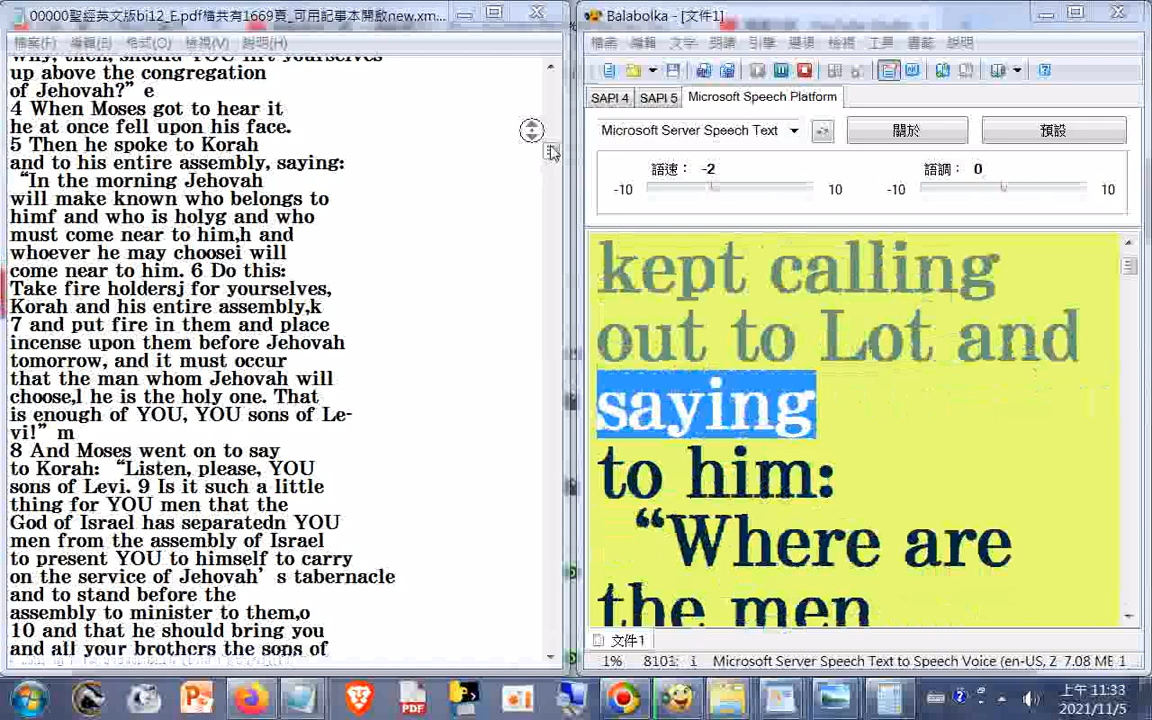 00000聖經英文版bi12_E.pdf檔共有1669頁_可用記事本開啟new.xm...
檔案(F) 編輯(E) 格式(O) 檢視(V) 說明(H)
Why, then, should YOU lift yourselves
up above the congregation
of Jehovah?” e
4 When Moses got to hear it
he at once fell upon his face.
5 Then he spoke to Korah
and to his entire assembly, saying:
“In the morning Jehovah
will make known who belongs to
himf and who is holyg and who
must come near to him,h and
whoever he may choosei will
come near to him. 6 Do this:
Take fire holdersj for yourselves,
Korah and his entire assembly,k
7 and put fire in them and place
incense upon them before Jehovah
tomorrow, and it must occur
that the man whom Jehovah will
choose,l he is the holy one. That
is enough of YOU, YOU sons of Le-
vi!” m
8 And Moses went on to say
to Korah: “Listen, please, YOU
sons of Levi. 9 Is it such a little
thing for YOU men that the
God of Israel has separatedn YOU
men from the assembly of Israel
to present YOU to himself to carry
on the service of Jehovah’s tabernacle
and to stand before the
assembly to minister to them,o
10 and that he should bring you
and all your brothers the sons of
Balabolka - [文件1]
檔案 編輯 文字 朗讀 引擎 選項 檢視 工具 書籤 說明
SAPI 4 SAPI 5 Microsoft Speech Platform
Microsoft Server Speech Text 關於 預設
語速： -2 語調： 0
-10 10 -10 10
kept calling
out to Lot and
saying
to him:
“Where are
the men
文件1
1% 8103: i Microsoft Server Speech Text to Speech Voice (en-US, Z 7.08 ME 1
PDF
上午 11:33
2021/11/5